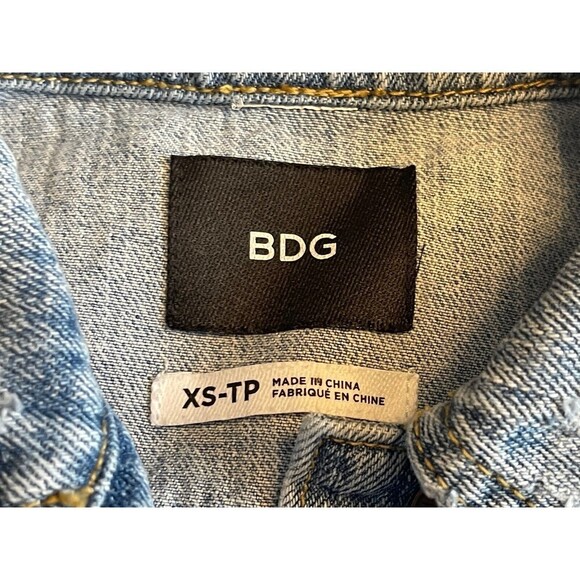 BDG
XS-TP MADE IN CHINA
FABRIQUÉ EN CHINE